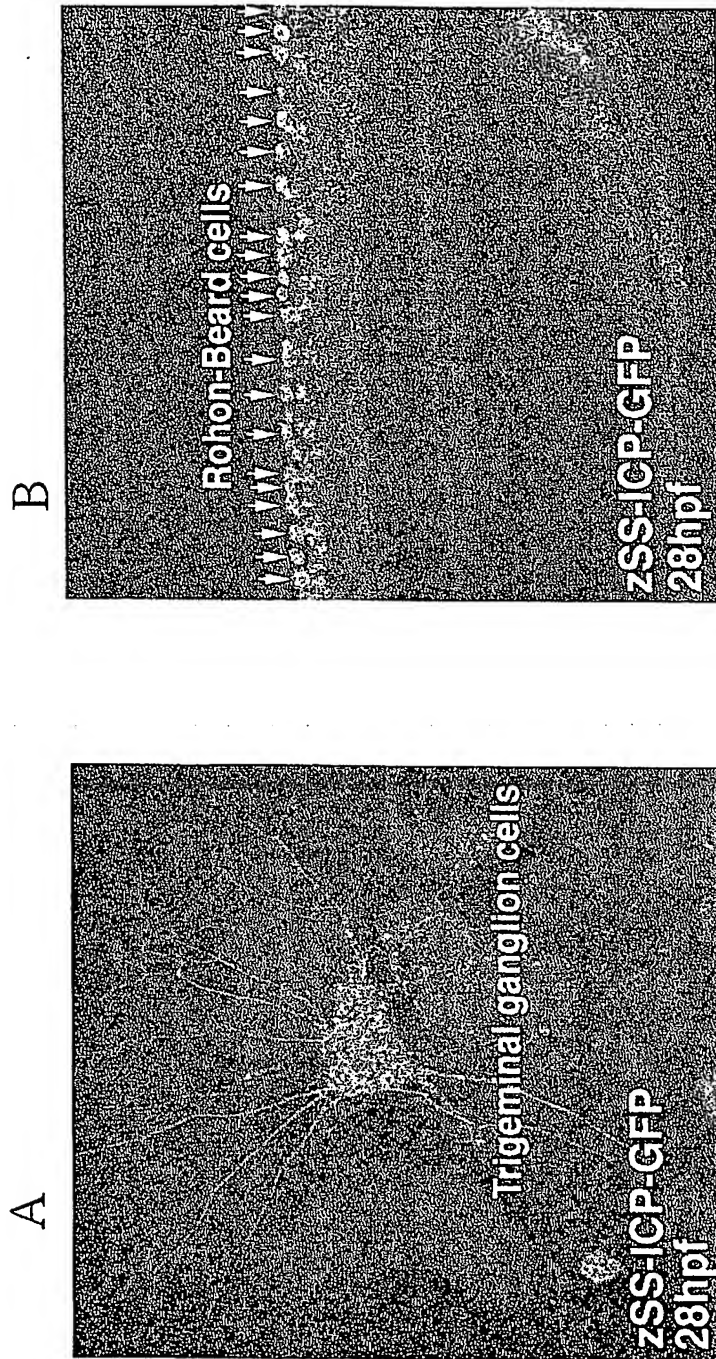 A
Trigeminal ganglion cells
zSS-ICP-GFP
28hpf
B
Rohon-Beard cells
zSS-ICP-GFP
28hpf